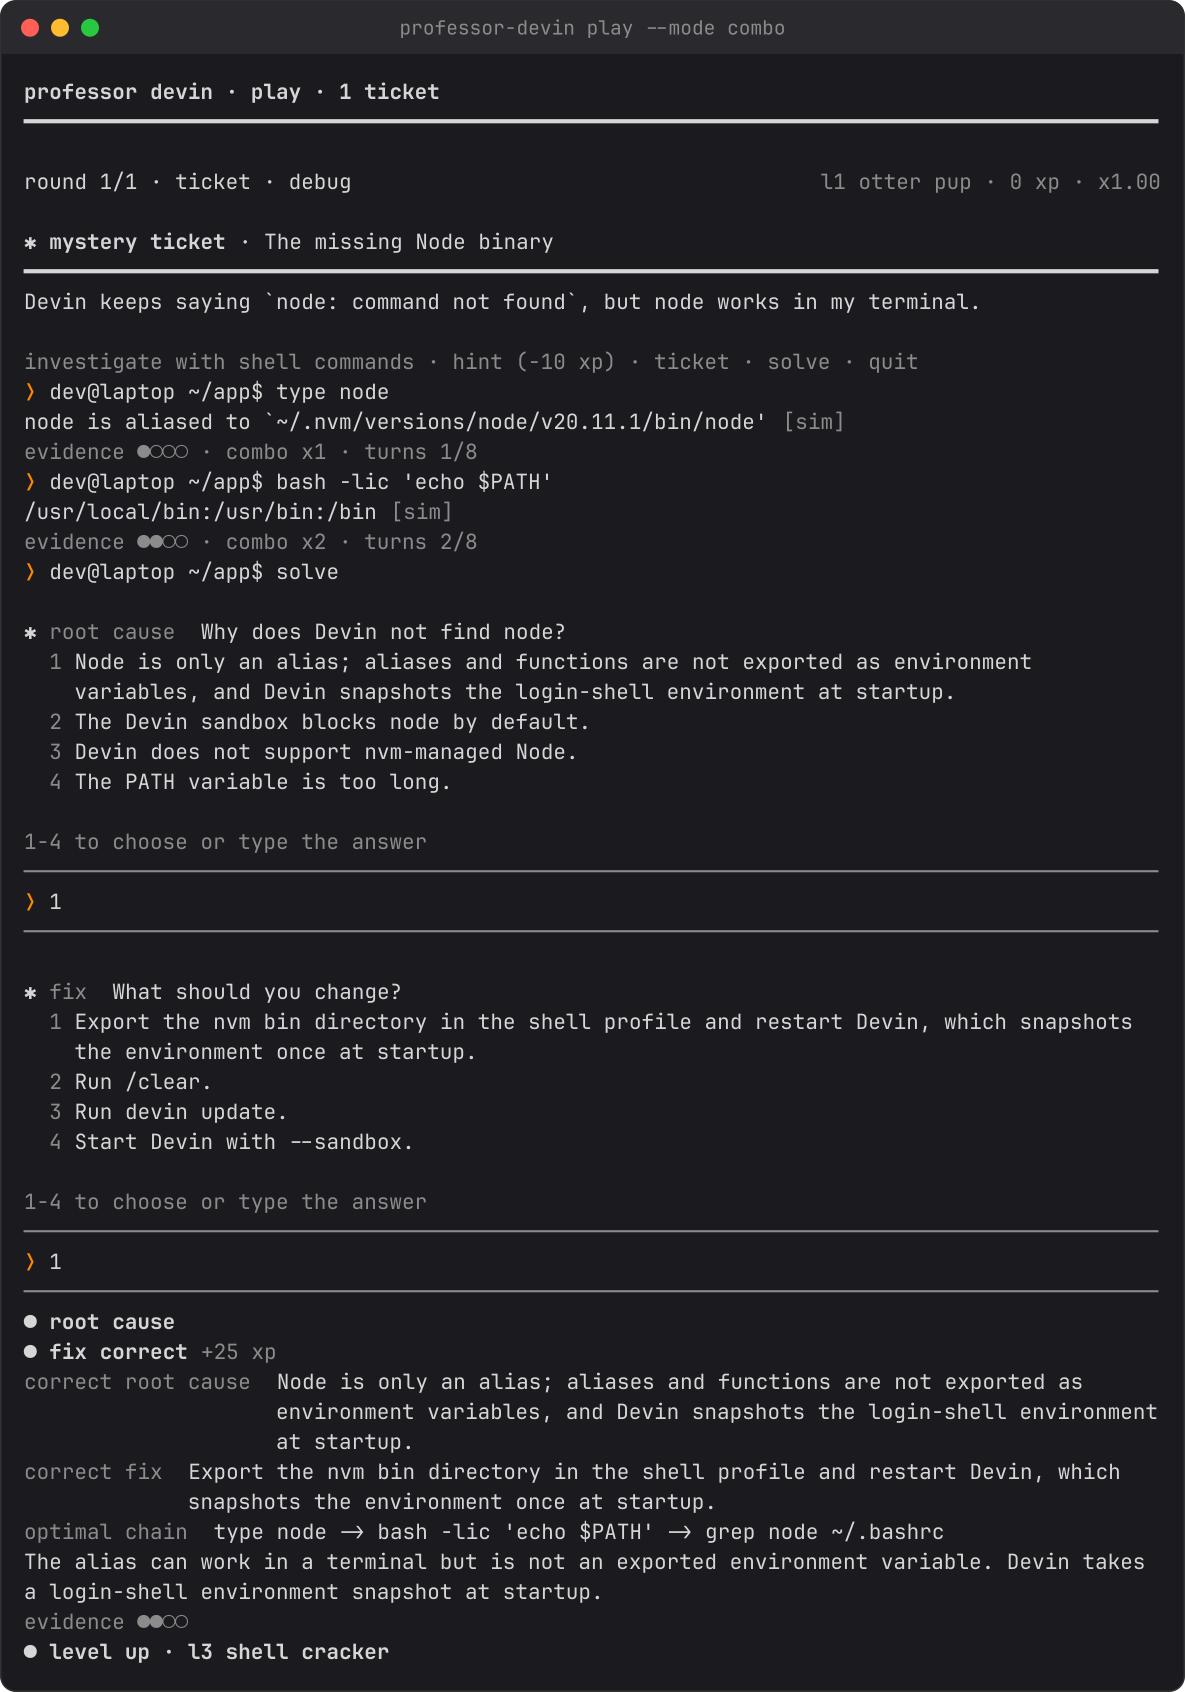 professor-devin play --mode combo
professor devin · play · 1 ticket
round 1/1 · ticket · debug l1 otter pup · 0 xp · x1.00
✱ mystery ticket · The missing Node binary
Devin keeps saying `node: command not found`, but node works in my terminal.
investigate with shell commands · hint (-10 xp) · ticket · solve · quit
❯ dev@laptop ~/app$ type node
node is aliased to `~/.nvm/versions/node/v20.11.1/bin/node' [sim]
evidence ●○○○ · combo x1 · turns 1/8
❯ dev@laptop ~/app$ bash -lic 'echo $PATH'
/usr/local/bin:/usr/bin:/bin [sim]
evidence ●●○○ · combo x2 · turns 2/8
❯ dev@laptop ~/app$ solve
✱ root cause Why does Devin not find node?
1 Node is only an alias; aliases and functions are not exported as environment
variables, and Devin snapshots the login-shell environment at startup.
2 The Devin sandbox blocks node by default.
3 Devin does not support nvm-managed Node.
4 The PATH variable is too long.
1-4 to choose or type the answer
❯ 1
✱ fix What should you change?
1 Export the nvm bin directory in the shell profile and restart Devin, which snapshots
the environment once at startup.
2 Run /clear.
3 Run devin update.
4 Start Devin with --sandbox.
1-4 to choose or type the answer
❯ 1
● root cause
● fix correct +25 xp
correct root cause Node is only an alias; aliases and functions are not exported as
environment variables, and Devin snapshots the login-shell environment
at startup.
correct fix Export the nvm bin directory in the shell profile and restart Devin, which
snapshots the environment once at startup.
optimal chain type node → bash -lic 'echo $PATH' → grep node ~/.bashrc
The alias can work in a terminal but is not an exported environment variable. Devin takes
a login-shell environment snapshot at startup.
evidence ●●○○
● level up · l3 shell cracker